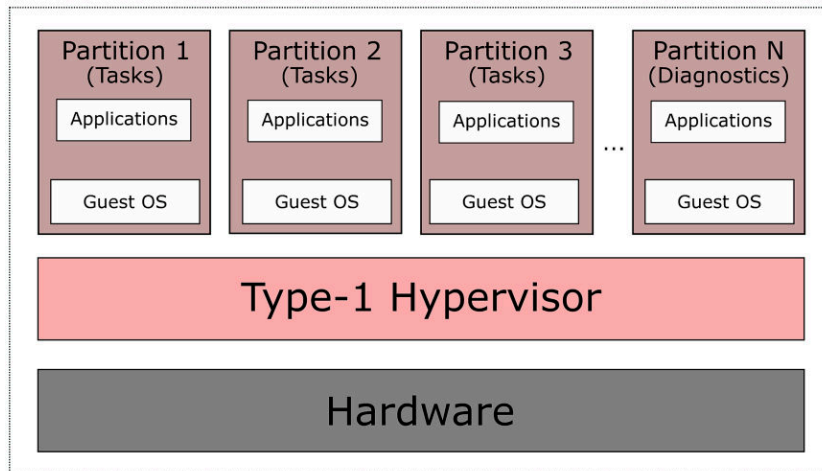 Partition 1
(Tasks)
Applications
Guest OS
Partition 2
(Tasks)
Applications
Guest OS
Partition 3
(Tasks)
Applications
Guest OS
...
Partition N
(Diagnostics)
Applications
Guest OS
Type-1 Hypervisor
Hardware